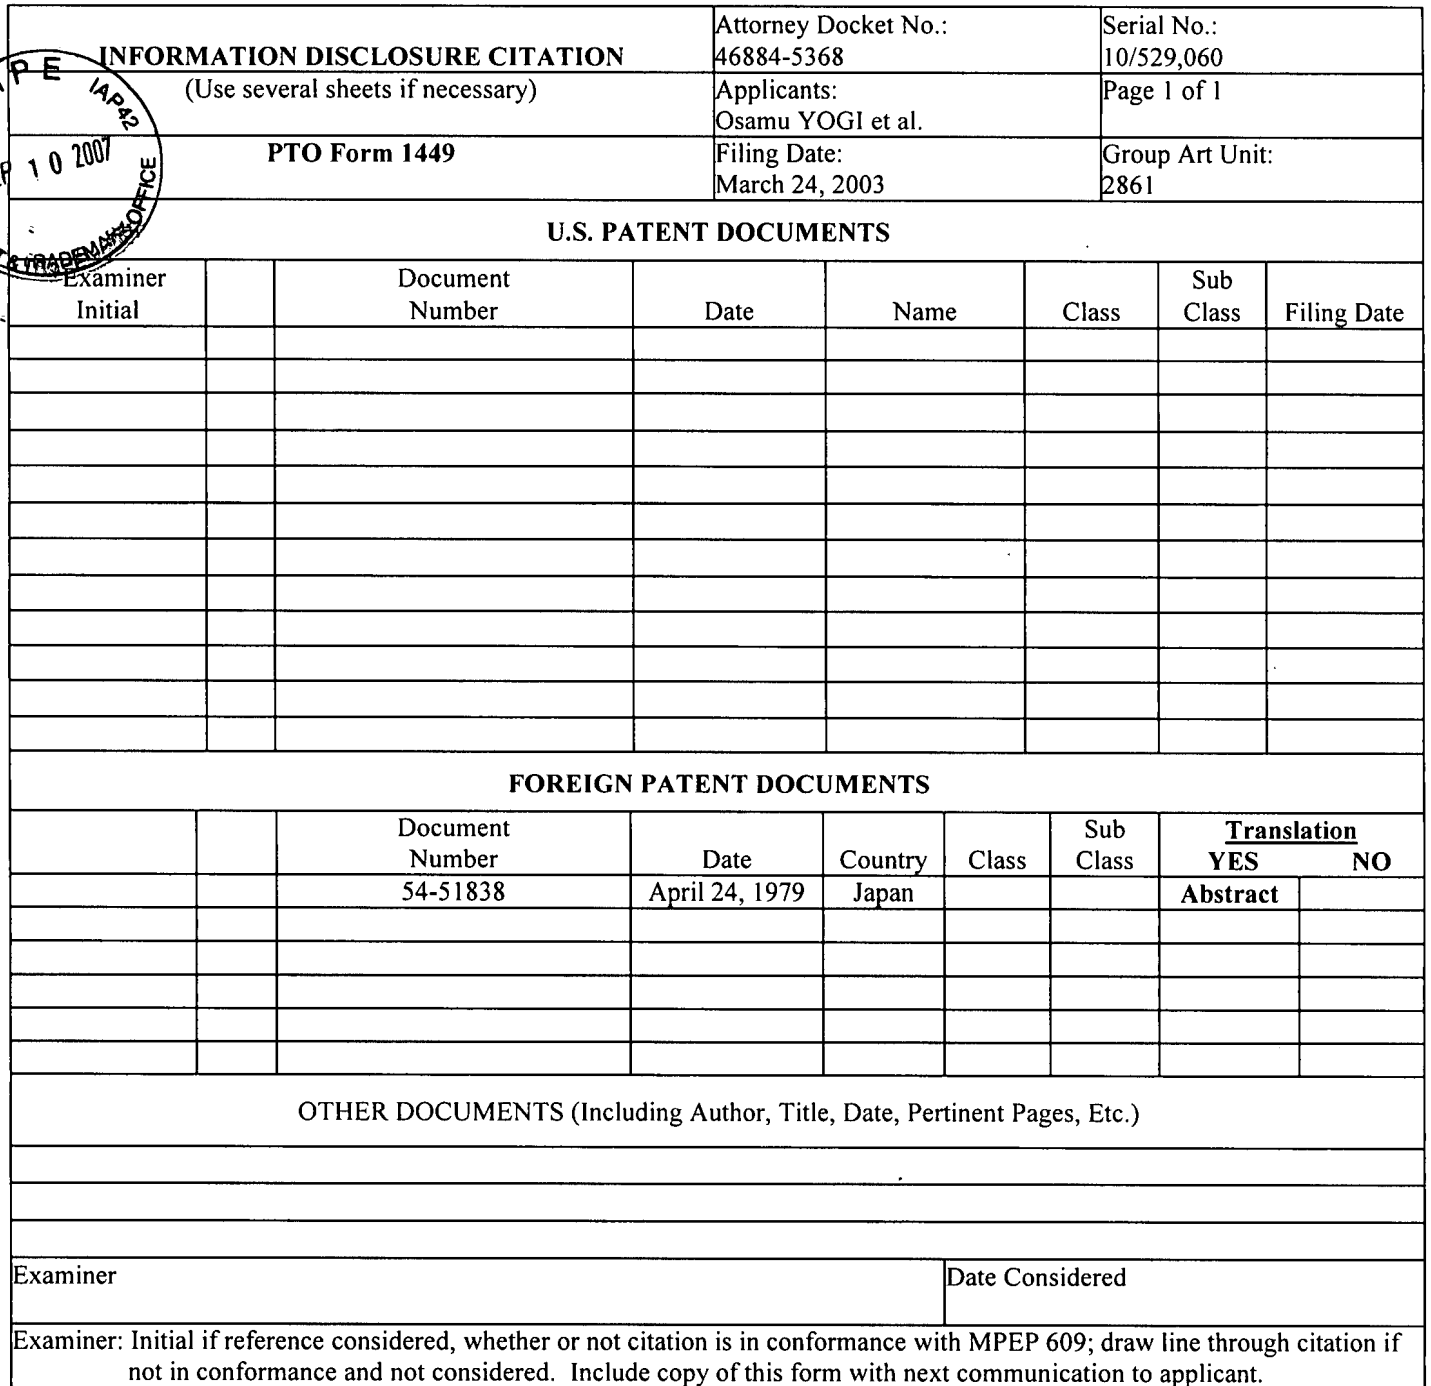 Attorney Docket No.: Serial No.:
INFORMATION DISCLOSURE CITATION 46884-5368 10/529,060
(Use several sheets if necessary) Applicants: Page 1 of 1
Osamu YOGI et al.
PTO Form 1449 Filing Date: Group Art Unit:
March 24, 2003 2861
P E
IAP42
10 2007
& TRADEMARK OFFICE
U.S. PATENT DOCUMENTS
Examiner Document Sub
Initial Number Date Name Class Class Filing Date
FOREIGN PATENT DOCUMENTS
Document Sub Translation
Number Date Country Class Class YES NO
54-51838 April 24, 1979 Japan Abstract
OTHER DOCUMENTS (Including Author, Title, Date, Pertinent Pages, Etc.)
Examiner Date Considered
Examiner: Initial if reference considered, whether or not citation is in conformance with MPEP 609; draw line through citation if
not in conformance and not considered. Include copy of this form with next communication to applicant.